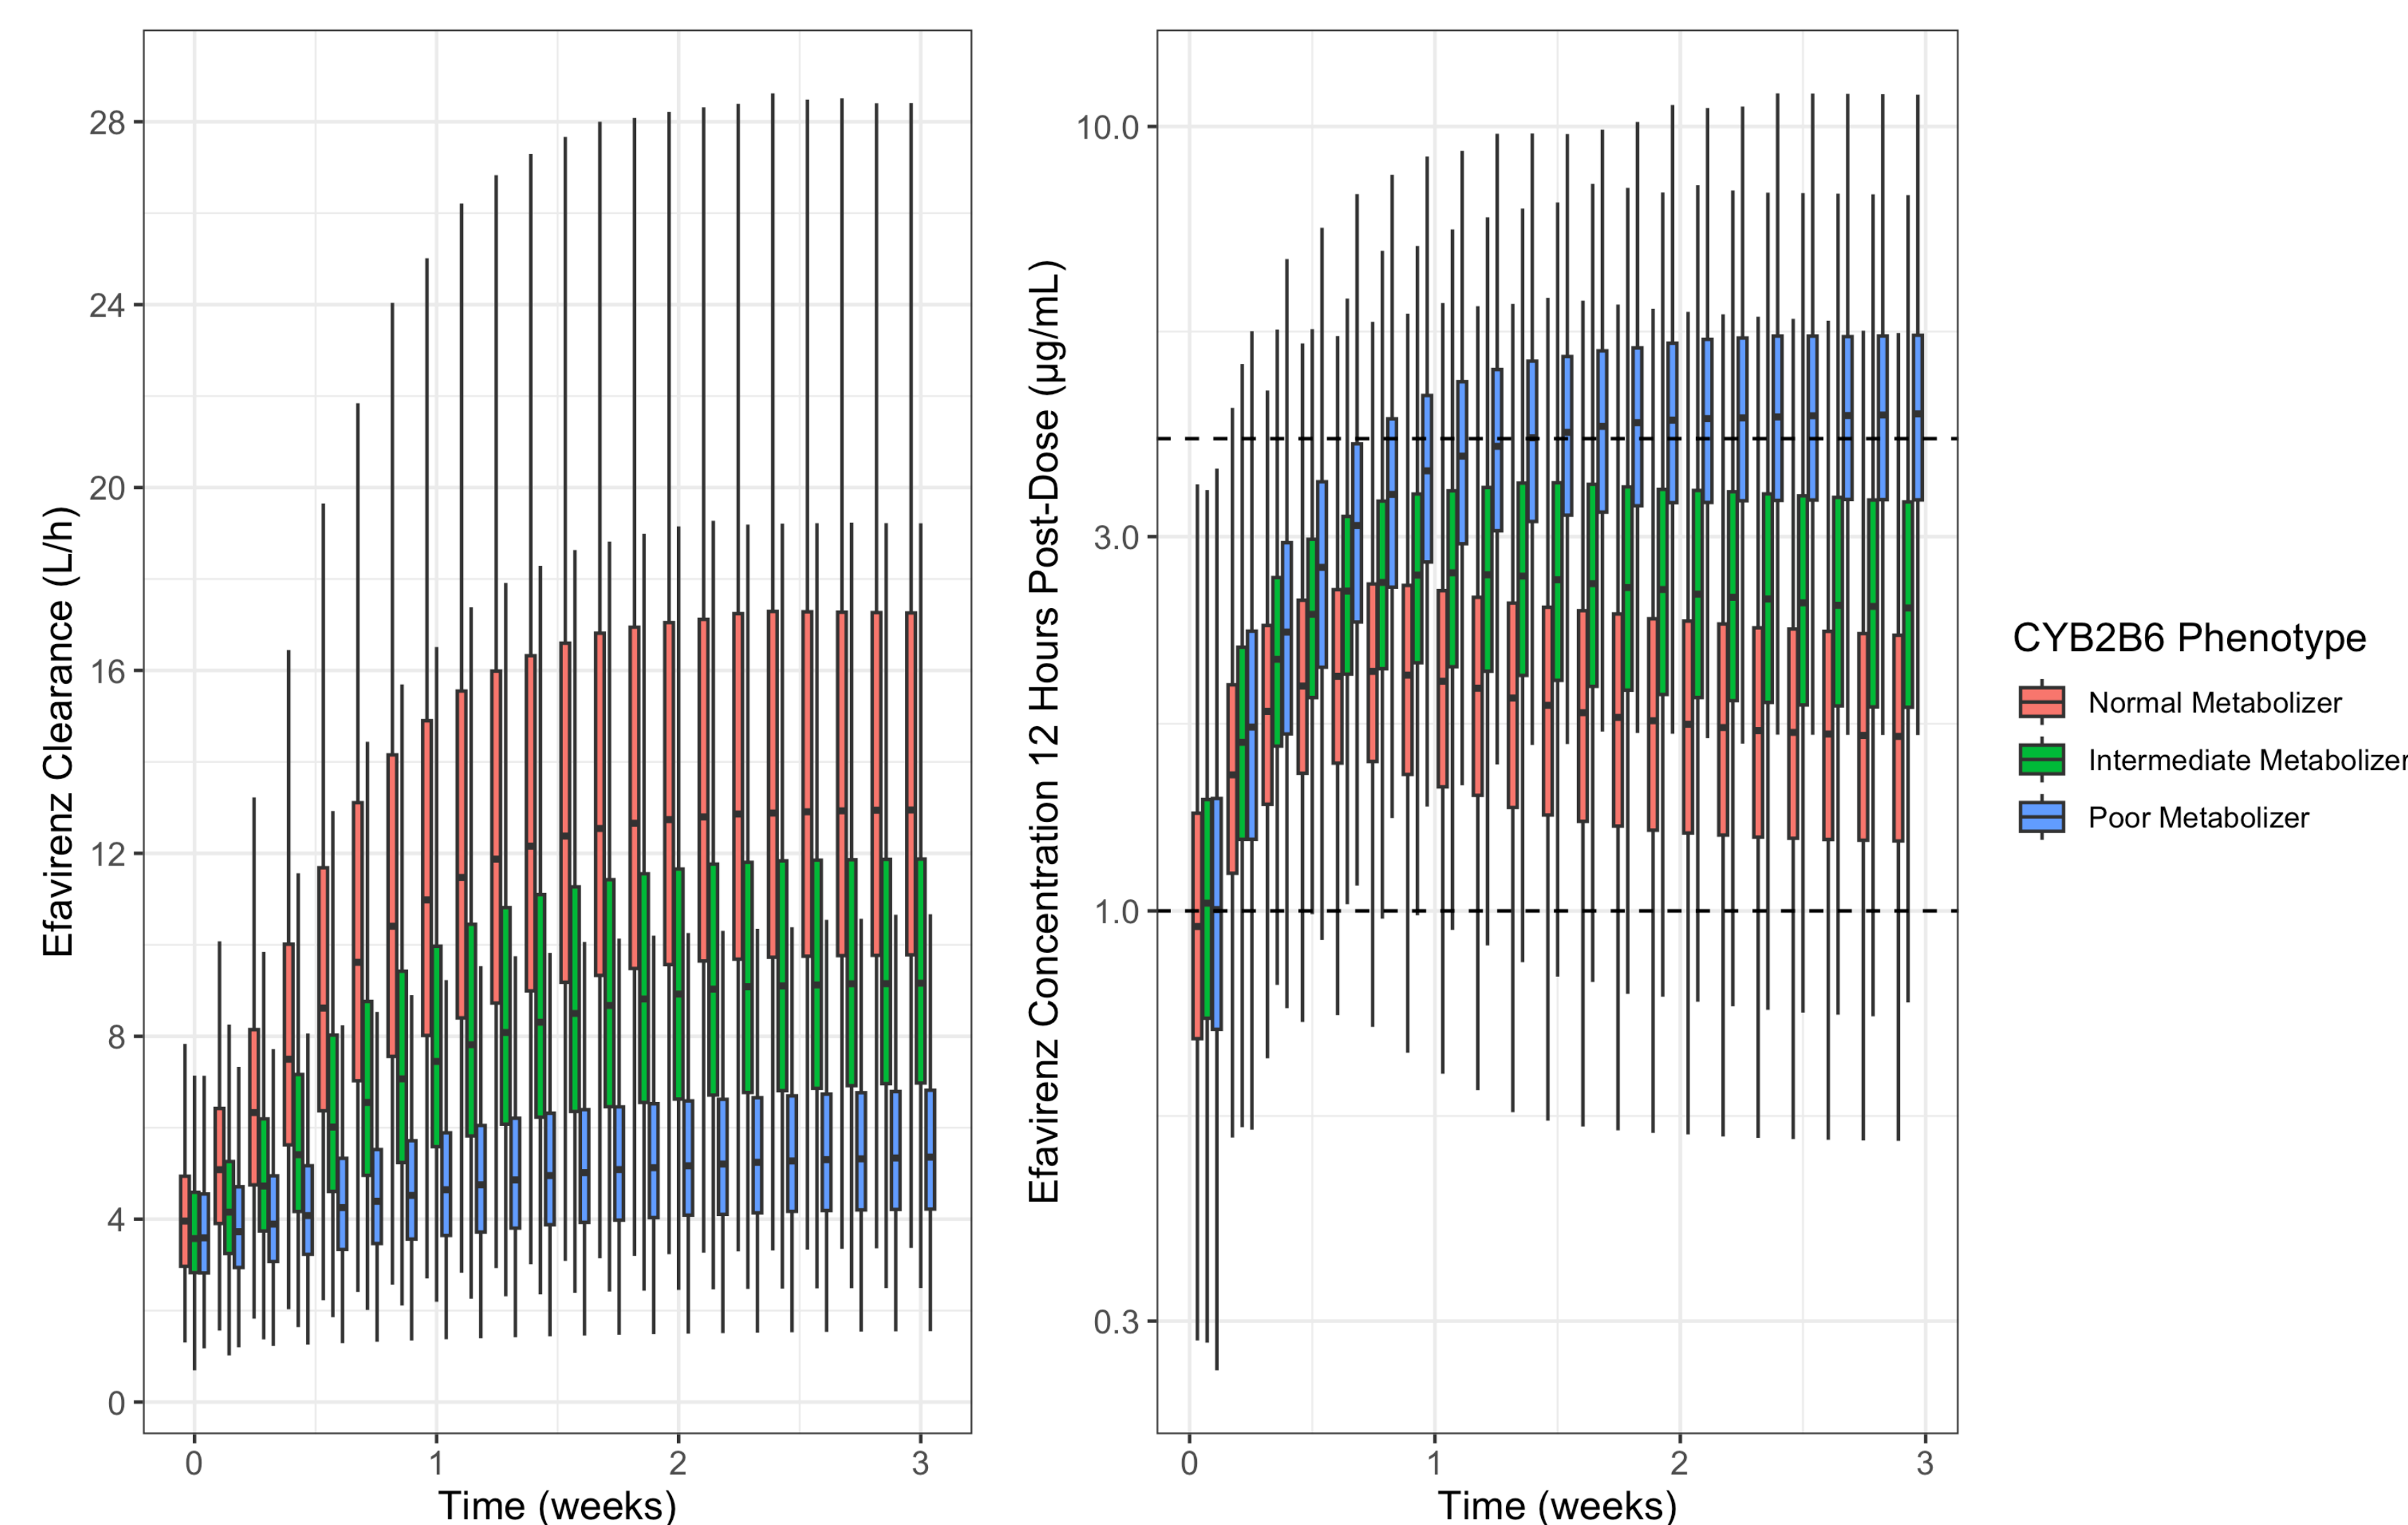 Efavirenz Clearance (L/h)
28
24
20
16
12
8
4
0
0 1 2 3
Time (weeks)
Efavirenz Concentration 12 Hours Post-Dose (µg/mL)
10.0
3.0
1.0
0.3
0 1 2 3
Time (weeks)
CYB2B6 Phenotype
Normal Metabolizer
Intermediate Metabolizer
Poor Metabolizer